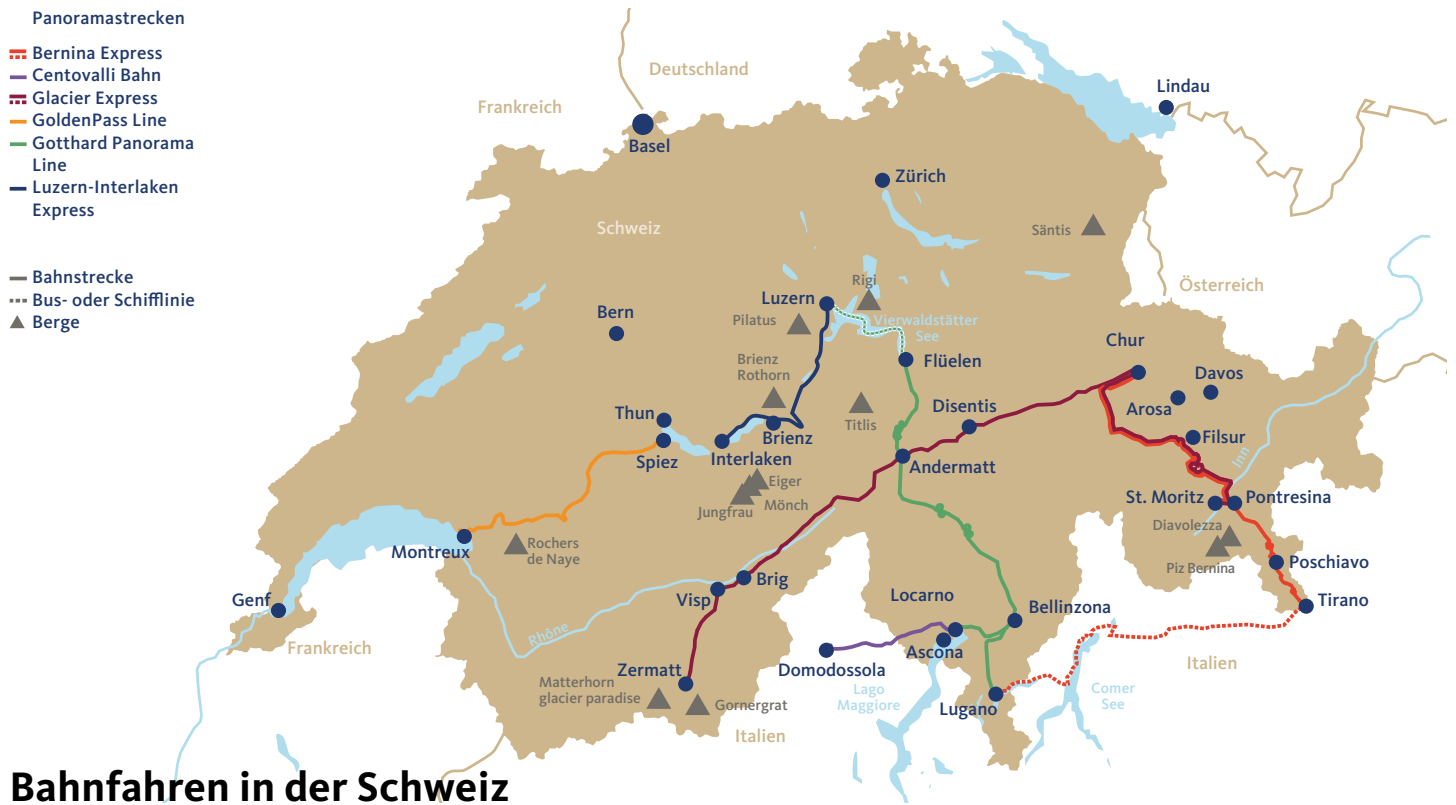 Panoramastrecken
Bernina Express
Centovalli Bahn
Glacier Express
GoldenPass Line
Gotthard Panorama
Line
Luzern-Interlaken
Express
Bahnstrecke
Bus- oder Schifflinie
Berge
Deutschland
Frankreich
Basel
Lindau
Zürich
Schweiz
Säntis
Österreich
Rigi
Luzern
Bern
Pilatus
Vierwaldstätter
See
Flüelen
Chur
Brienz
Rothorn
Davos
Arosa
Thun
Titlis
Disentis
Brienz
Filsur
Spiez
Interlaken
Andermatt
Inn
Eiger
Mönch
Jungfrau
St. Moritz
Pontresina
Diavolezza
Piz Bernina
Montreux
Rochers
de Naye
Poschiavo
Brig
Visp
Genf
Locarno
Bellinzona
Tirano
Rhône
Frankreich
Ascona
Domodossola
Italien
Zermatt
Matterhorn
glacier paradise
Gornergrat
Lago
Maggiore
Lugano
Comer
See
Italien
Bahnfahren in der Schweiz